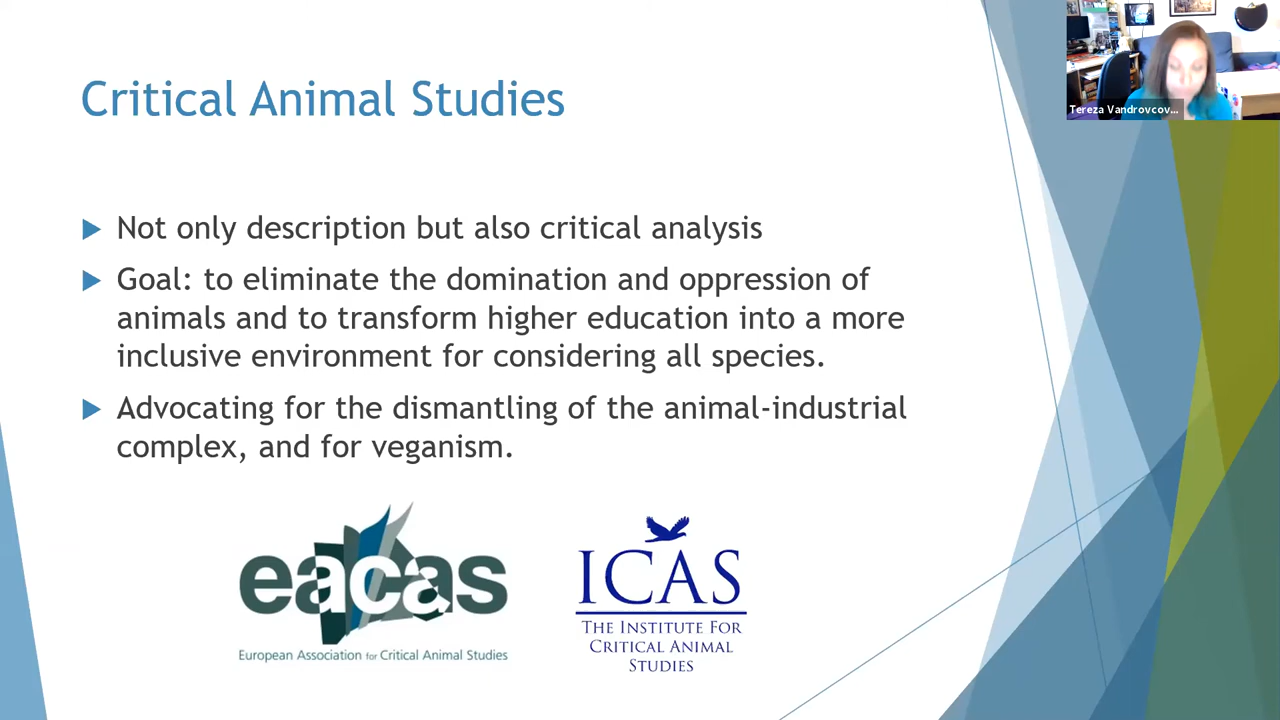 Critical Animal Studies
Tereza Vandrovcov...
Not only description but also critical analysis
Goal: to eliminate the domination and oppression of
animals and to transform higher education into a more
inclusive environment for considering all species.
Advocating for the dismantling of the animal-industrial
complex, and for veganism.
eacas
European Association for Critical Animal Studies
ICAS
THE INSTITUTE FOR
CRITICAL ANIMAL
STUDIES